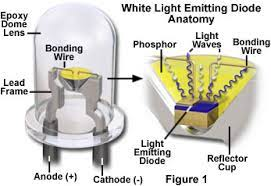 White Light Emitting Diode
Anatomy
Epoxy
Dome
Lens
Bonding
Wire
Lead
Frame
Anode (+)
Cathode (-)
Phosphor
Light
Waves
Bonding
Wire
Light
Emitting
Diode
Reflector
Cup
Figure 1